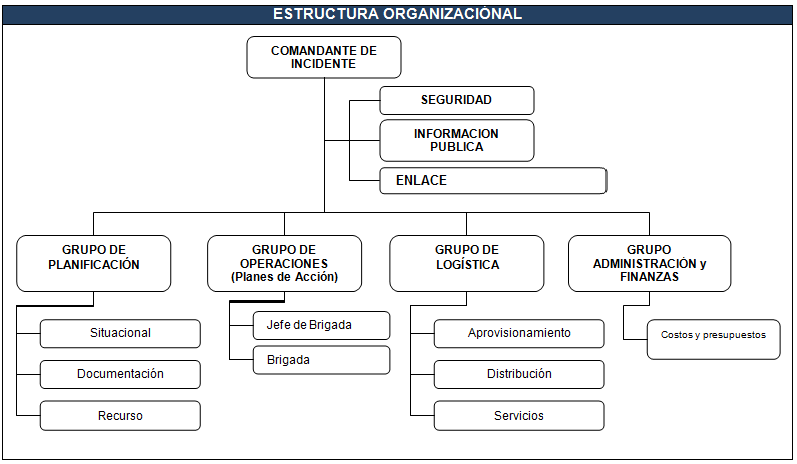 ESTRUCTURA ORGANIZACIÓNAL
COMANDANTE DE
INCIDENTE
SEGURIDAD
INFORMACION
PUBLICA
ENLACE
GRUPO DE
PLANIFICACIÓN
GRUPO DE
OPERACIONES
(Planes de Acción)
GRUPO DE
LOGÍSTICA
GRUPO
ADMINISTRACIÓN y
FINANZAS
Situacional
Documentación
Recurso
Jefe de Brigada
Brigada
Aprovisionamiento
Distribución
Servicios
Costos y presupuestos